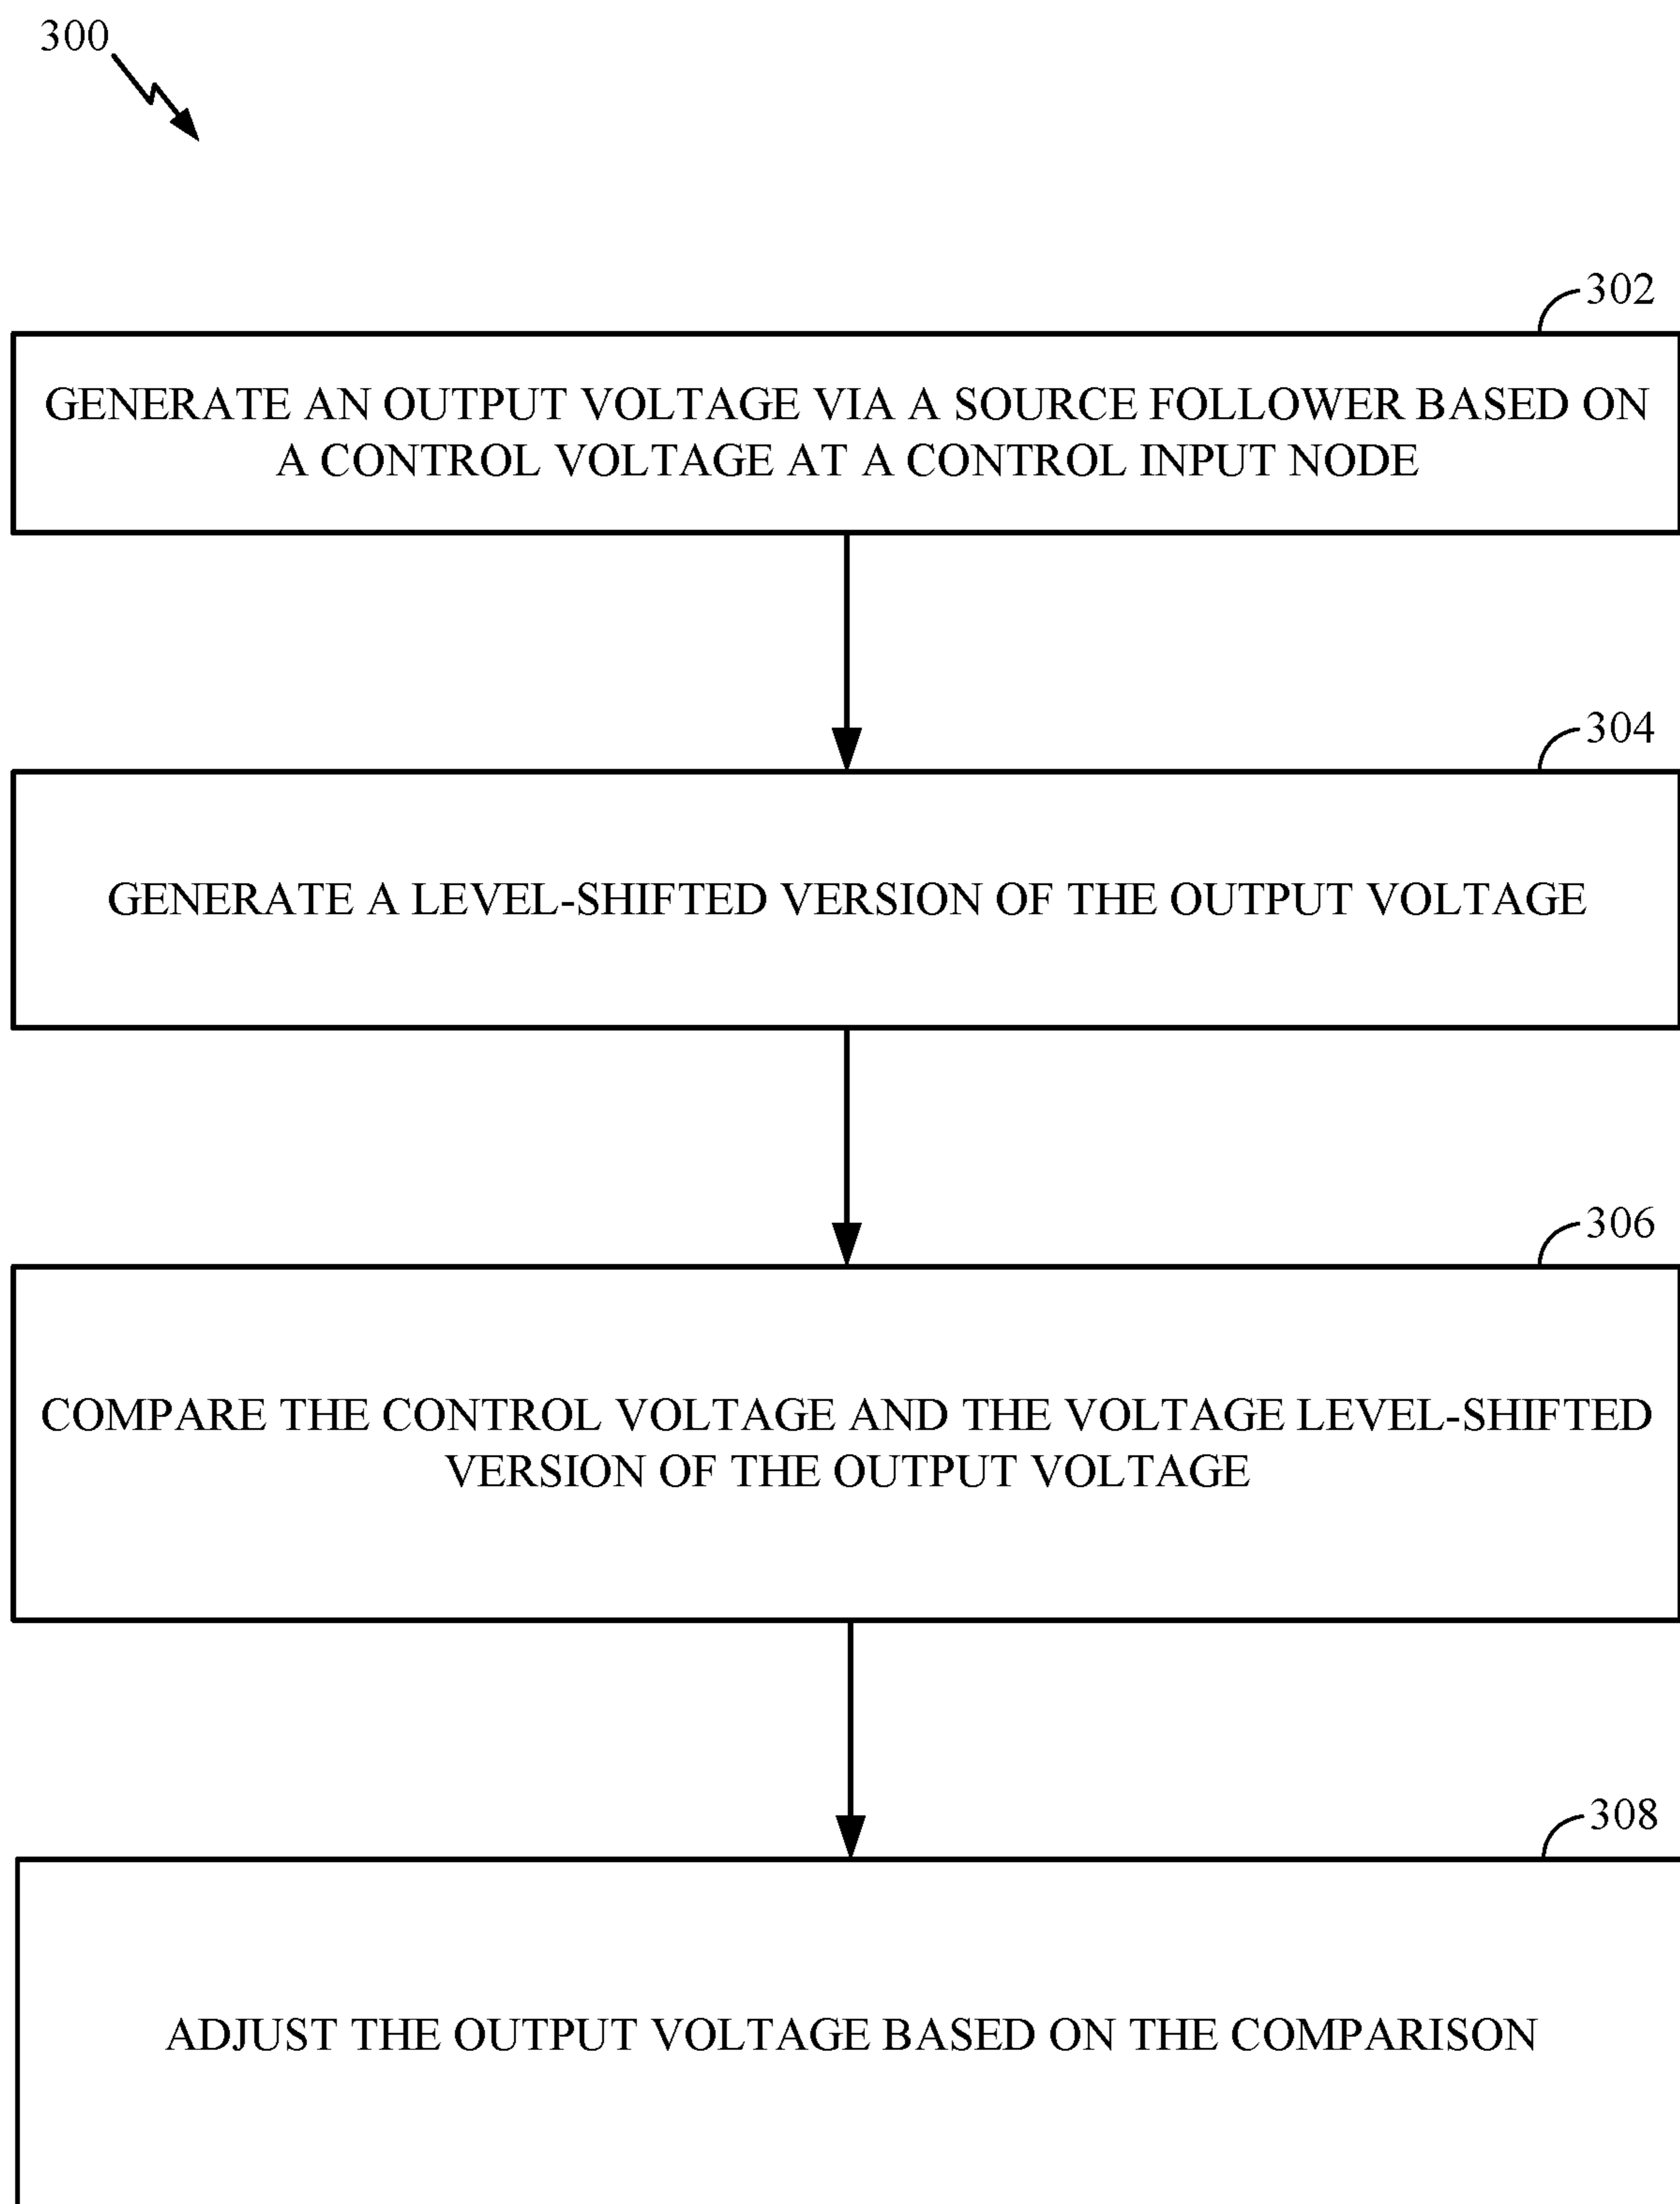 300
302
GENERATE AN OUTPUT VOLTAGE VIA A SOURCE FOLLOWER BASED ON
A CONTROL VOLTAGE AT A CONTROL INPUT NODE
304
GENERATE A LEVEL-SHIFTED VERSION OF THE OUTPUT VOLTAGE
306
COMPARE THE CONTROL VOLTAGE AND THE VOLTAGE LEVEL-SHIFTED
VERSION OF THE OUTPUT VOLTAGE
308
ADJUST THE OUTPUT VOLTAGE BASED ON THE COMPARISON